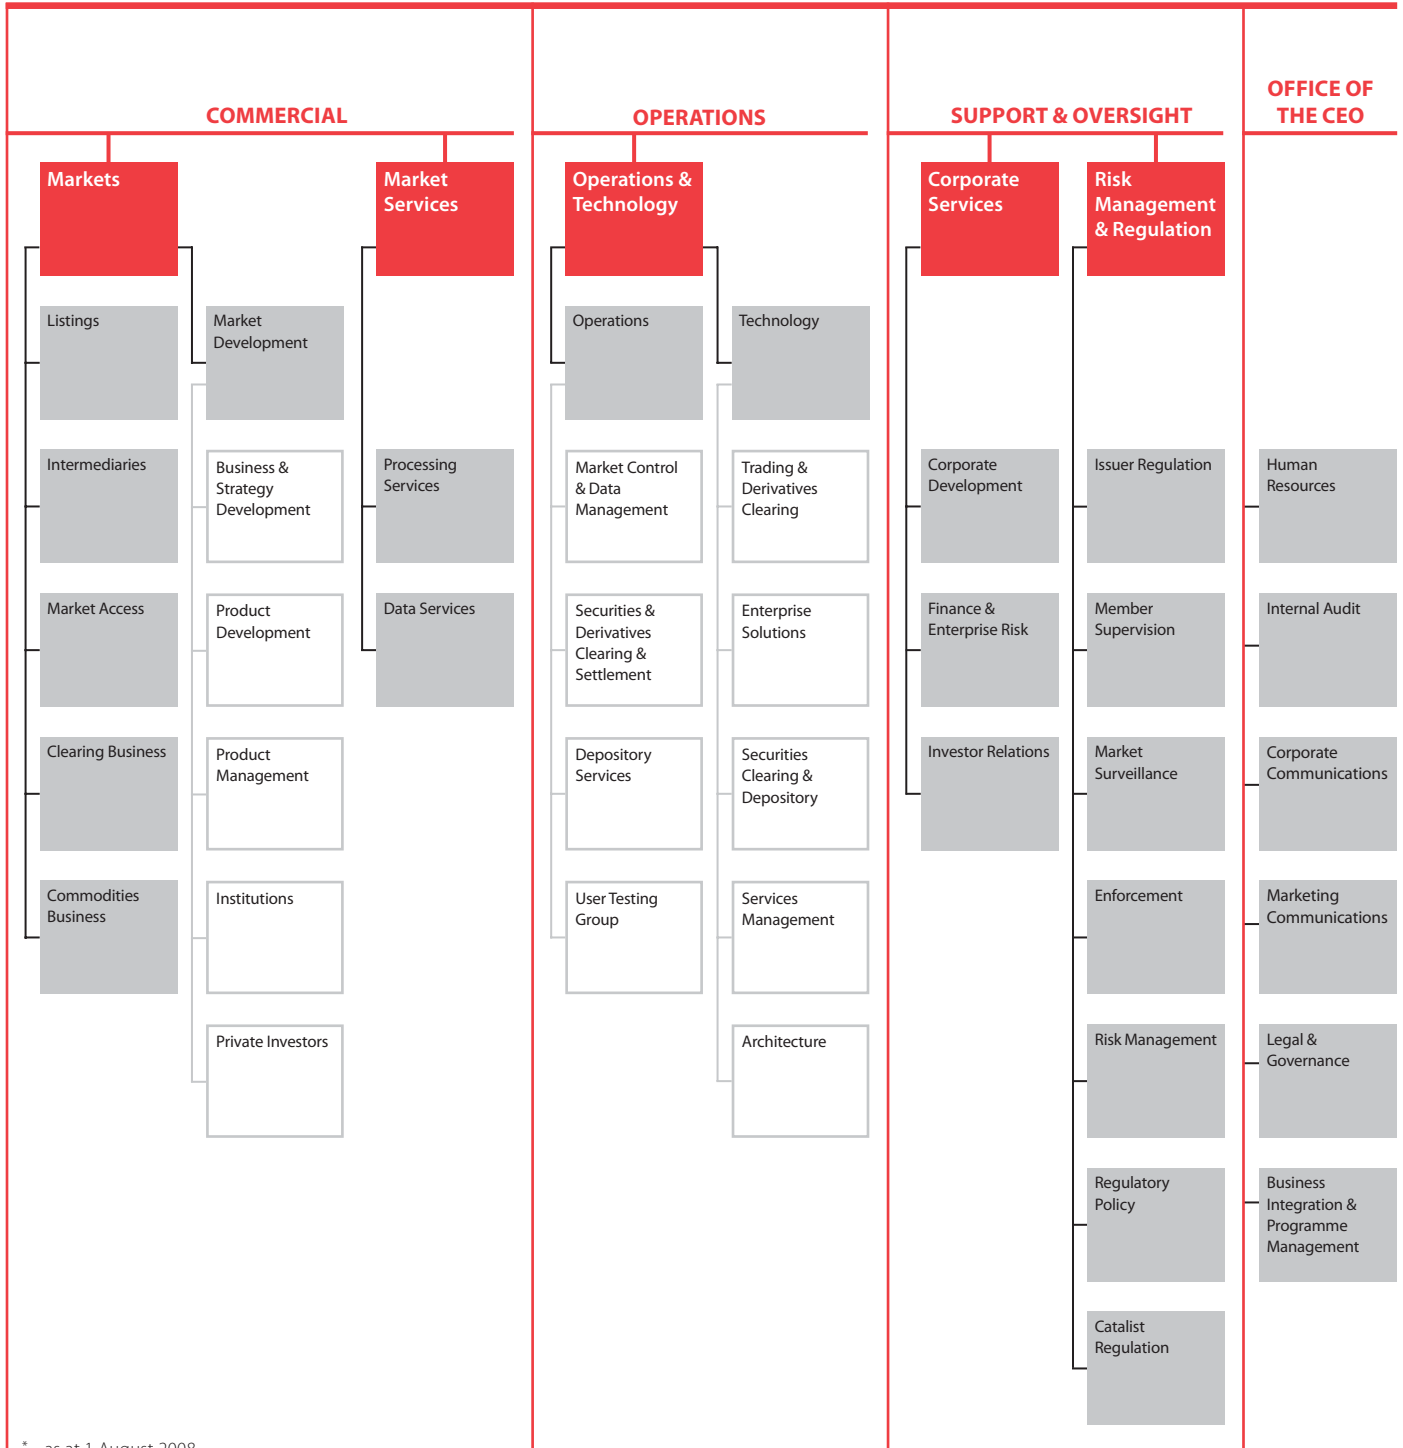 COMMERCIAL
Markets
Market
Services
Listings
Market
Development
Intermediaries
Business &
Strategy
Development
Processing
Services
Market Access
Product
Development
Data Services
Clearing Business
Product
Management
Commodities
Business
Institutions
Private Investors
OPERATIONS
Operations &
Technology
Operations
Technology
Market Control
& Data
Management
Trading &
Derivatives
Clearing
Securities &
Derivatives
Clearing &
Settlement
Enterprise
Solutions
Depository
Services
Securities
Clearing &
Depository
User Testing
Group
Services
Management
Architecture
SUPPORT & OVERSIGHT
Corporate
Services
Risk
Management
& Regulation
Corporate
Development
Issuer Regulation
Finance &
Enterprise Risk
Member
Supervision
Investor Relations
Market
Surveillance
Enforcement
Risk Management
Regulatory
Policy
Catalist
Regulation
OFFICE OF
THE CEO
Human
Resources
Internal Audit
Corporate
Communications
Marketing
Communications
Legal &
Governance
Business
Integration &
Programme
Management
* as at 1 August 2008